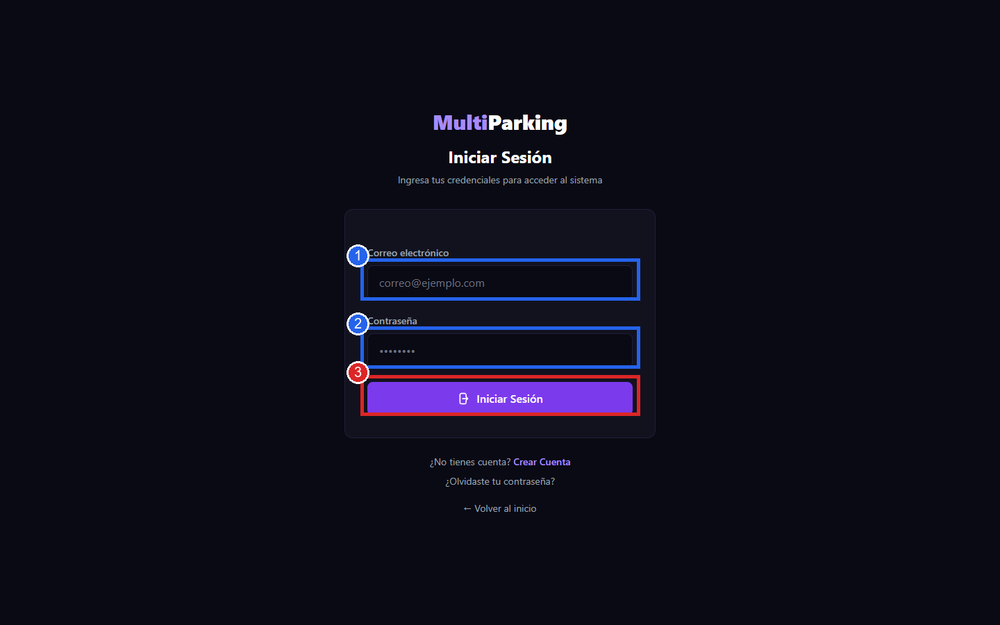 MultiParking
Iniciar Sesión
Ingresa tus credenciales para acceder al sistema
1 Correo electrónico
correo@ejemplo.com
2 Contraseña
••••••••
3
Iniciar Sesión
¿No tienes cuenta? Crear Cuenta
¿Olvidaste tu contraseña?
← Volver al inicio